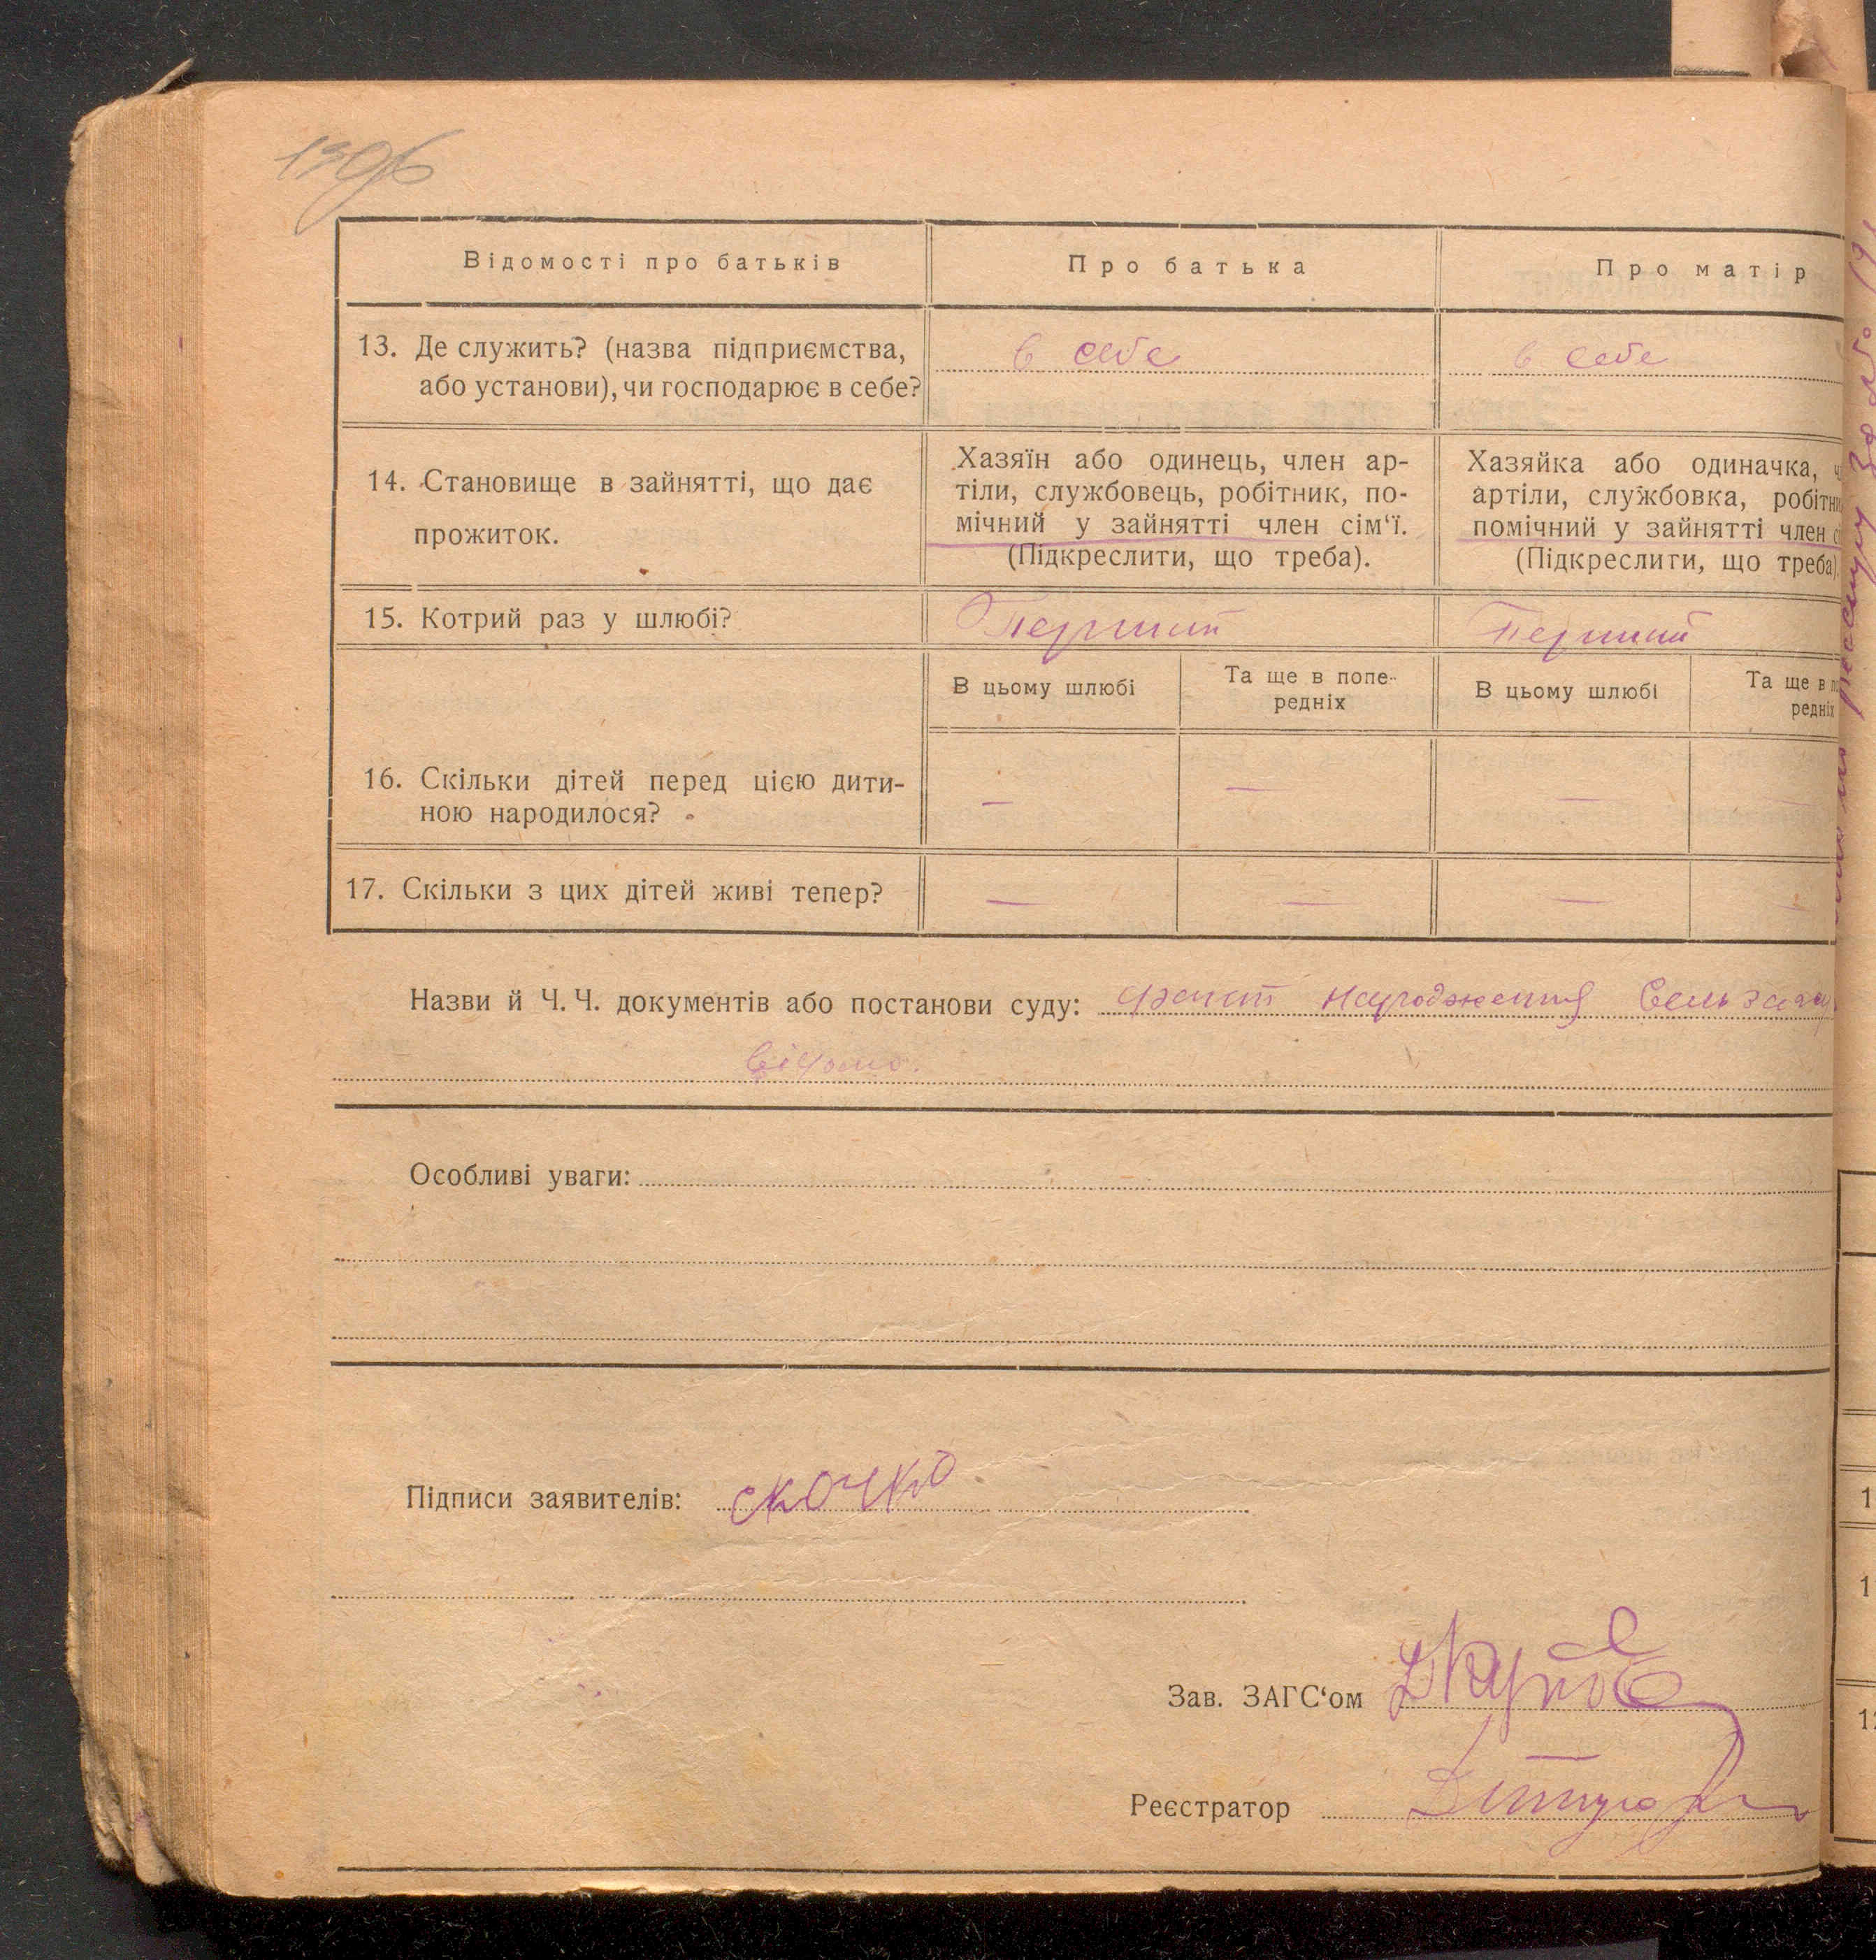 Відомості про батьків
Про батька
Про матір
13. Де служить? (назва підприємства,
або установи), чи господарює в себе?
в себе
в себе
14. Становище в зайнятті, що дає
прожиток.
Хазяїн або одинець, член ар-
тіли, службовець, робітник, по-
мічний у зайнятті член сім‘ї.
(Підкреслити, що треба).
Хазяйка або одиначка, ч
артіли, службовка, робітн
помічний у зайнятті член
(Підкреслити, що треба)
15. Котрий раз у шлюбі?
Перший
Перший
В цьому шлюбі
Та ще в попе-
редніх
В цьому шлюбі
Та ще в
редніх
16. Скільки дітей перед цією дити-
ною народилося?
— — — —
17. Скільки з цих дітей живі тепер?
— — — —
Назви й Ч. Ч. документів або постанови суду: факт народження
відомо.
Особливі уваги:
Підписи заявителів: скочко
Зав. ЗАГС‘ом
Реєстратор